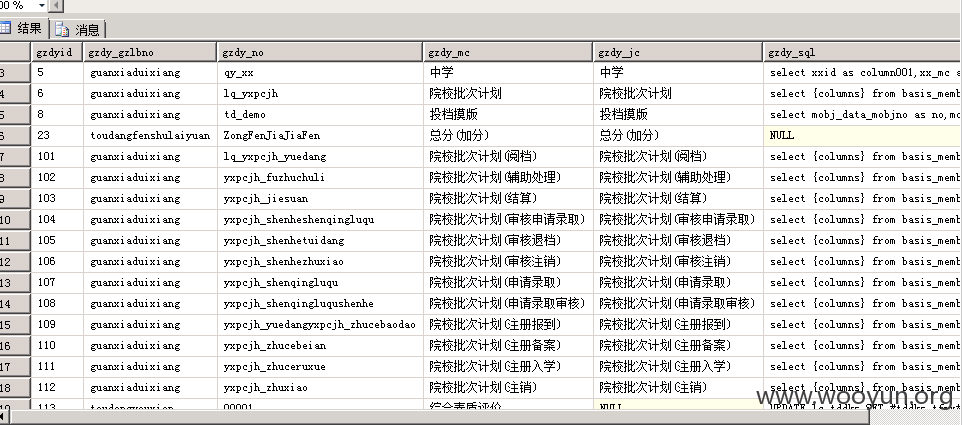 00 %
结果 消息
gzdyid gzdy_gzlbno gzdy_no gzdy_mc gzdy_jc gzdy_sql
3 5 guanxiaduixiang qy_xx 中学 中学 select xxid as column001,xx_mc a
4 6 guanxiaduixiang lq_yxpcjh 院校批次计划 院校批次计划 select {columns} from basis_memb
5 8 guanxiaduixiang td_demo 投档摸版 投档摸版 select mobj_data_mobjno as no,mo
6 23 toudangfenshulaiyuan ZongFenJiaJiaFen 总分(加分) 总分(加分) NULL
7 101 guanxiaduixiang lq_yxpcjh_yuedang 院校批次计划(阅档) 院校批次计划(阅档) select {columns} from basis_memb
8 102 guanxiaduixiang yxpcjh_fuzhuchuli 院校批次计划(辅助处理) 院校批次计划(辅助处理) select {columns} from basis_memb
9 103 guanxiaduixiang yxpcjh_jiesuan 院校批次计划(结算) 院校批次计划(结算) select {columns} from basis_memb
10 104 guanxiaduixiang yxpcjh_shenheshenqingluqu 院校批次计划(审核申请录取) 院校批次计划(审核申请录取) select {columns} from basis_memb
11 105 guanxiaduixiang yxpcjh_shenhetuidang 院校批次计划(审核退档) 院校批次计划(审核退档) select {columns} from basis_memb
12 106 guanxiaduixiang yxpcjh_shenhezhuxiao 院校批次计划(审核注销) 院校批次计划(审核注销) select {columns} from basis_memb
13 107 guanxiaduixiang yxpcjh_shenqingluqu 院校批次计划(申请录取) 院校批次计划(申请录取) select {columns} from basis_memb
14 108 guanxiaduixiang yxpcjh_shenqingluqushenhe 院校批次计划(申请录取审核) 院校批次计划(申请录取审核) select {columns} from basis_memb
15 109 guanxiaduixiang yxpcjh_yuedangyxpcjh_zhucebaodao 院校批次计划(注册报到) 院校批次计划(注册报到) select {columns} from basis_memb
16 110 guanxiaduixiang yxpcjh_zhucebeian 院校批次计划(注册备案) 院校批次计划(注册备案) select {columns} from basis_memb
17 111 guanxiaduixiang yxpcjh_zhuceruxue 院校批次计划(注册入学) 院校批次计划(注册入学) select {columns} from basis_memb
18 112 guanxiaduixiang yxpcjh_zhuxiao 院校批次计划(注销) 院校批次计划(注销) select {columns} from basis_memb
19 113 00001 综合素质评价 NULL
www.wooyun.org